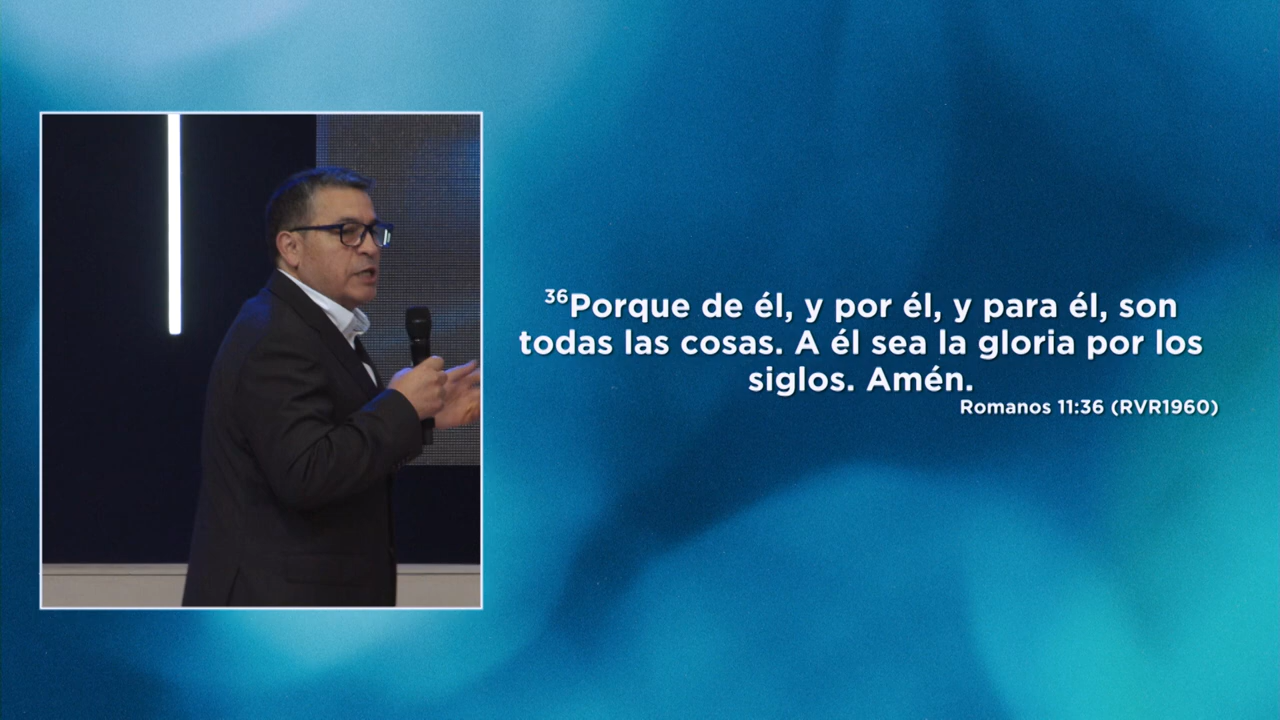 ³⁶Porque de él, y por él, y para él, son
todas las cosas. A él sea la gloria por los
siglos. Amén.
Romanos 11:36 (RVR1960)